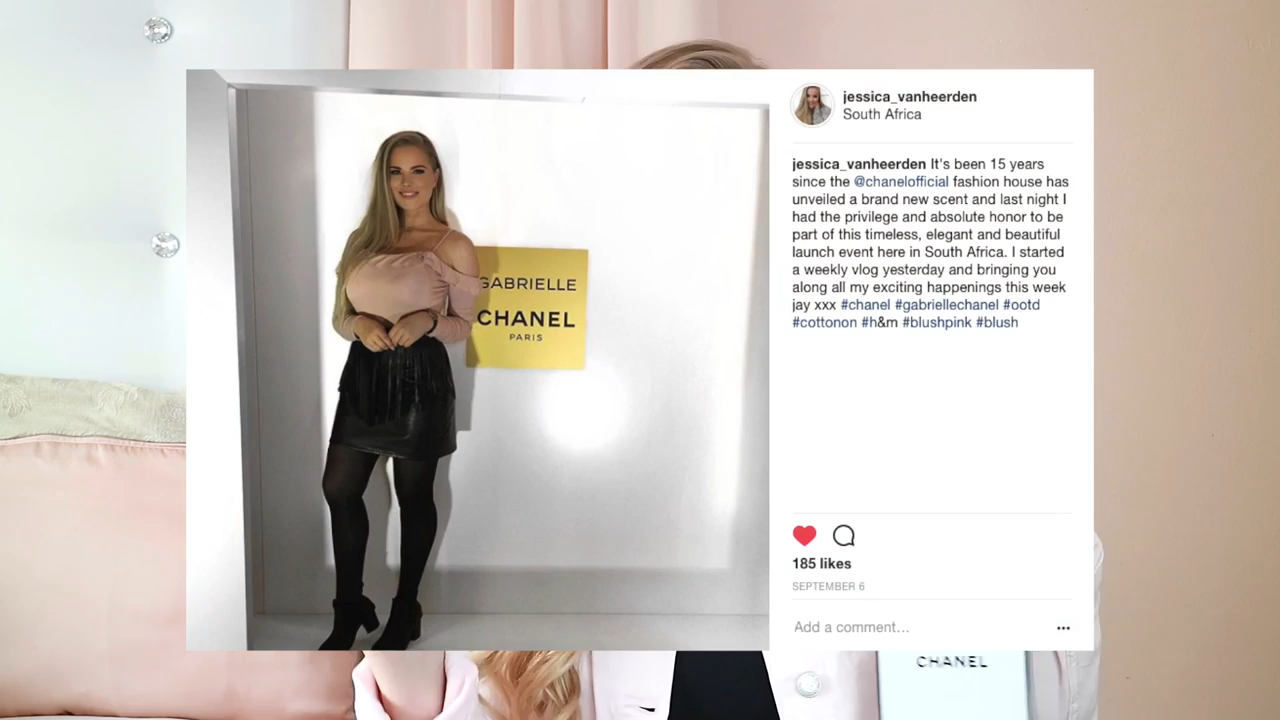 jessica_vanheerden
South Africa
jessica_vanheerden It's been 15 years
since the @chanelofficial fashion house has
unveiled a brand new scent and last night I
had the privilege and absolute honor to be
part of this timeless, elegant and beautiful
launch event here in South Africa. I started
a weekly vlog yesterday and bringing you
along all my exciting happenings this week
jay xxx #chanel #gabriellechanel #ootd
#cottonon #h&m #blushpink #blush
GABRIELLE
CHANEL
PARIS
185 likes
SEPTEMBER 6
Add a comment…
CHANEL